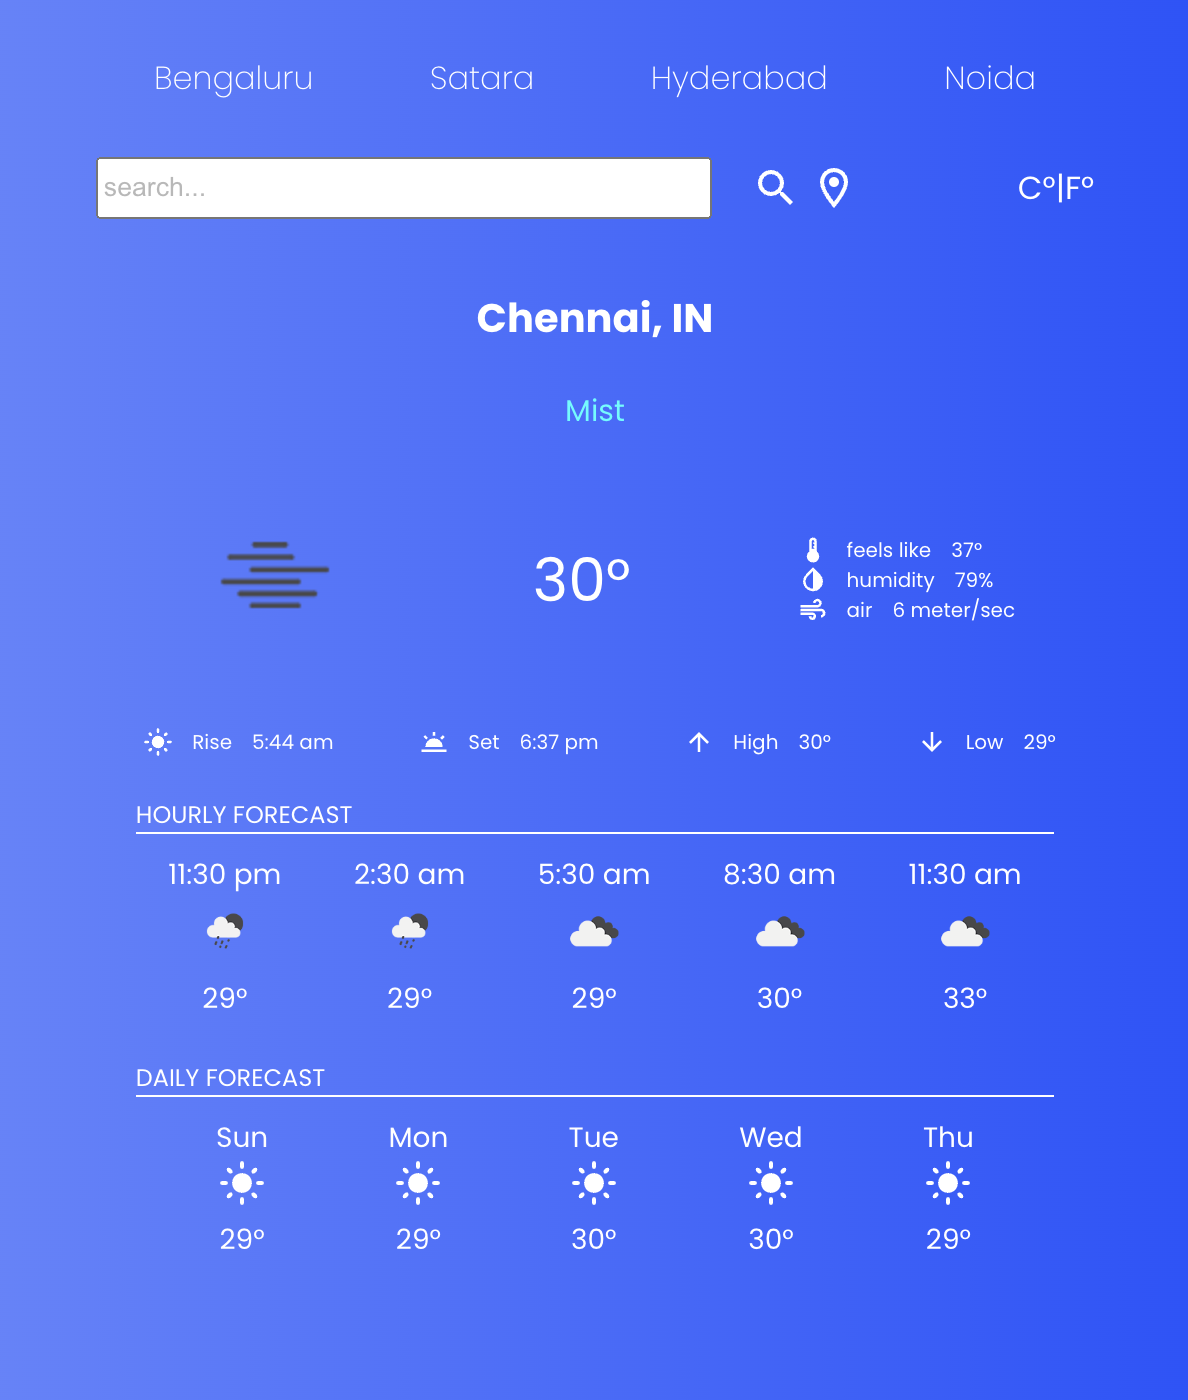 Bengaluru Satara Hyderabad Noida
search... C°|F°
Chennai, IN
Mist
30°
feels like 37°
humidity 79%
air 6 meter/sec
Rise 5:44 am Set 6:37 pm High 30° Low 29°
HOURLY FORECAST
11:30 pm 2:30 am 5:30 am 8:30 am 11:30 am
29° 29° 29° 30° 33°
DAILY FORECAST
Sun Mon Tue Wed Thu
29° 29° 30° 30° 29°